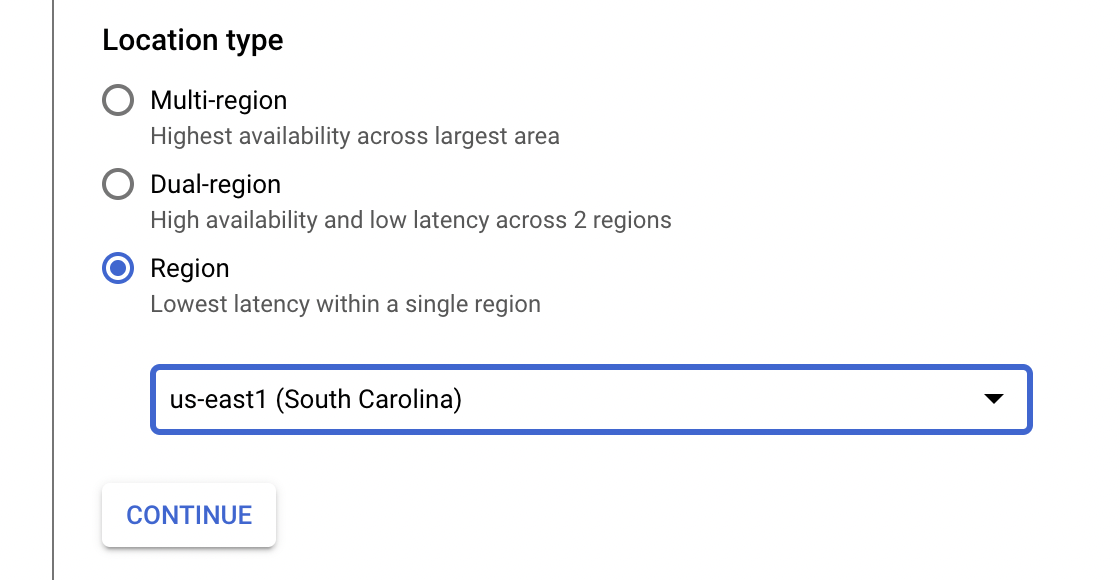 Location type
Multi-region
Highest availability across largest area
Dual-region
High availability and low latency across 2 regions
Region
Lowest latency within a single region
us-east1 (South Carolina)
CONTINUE